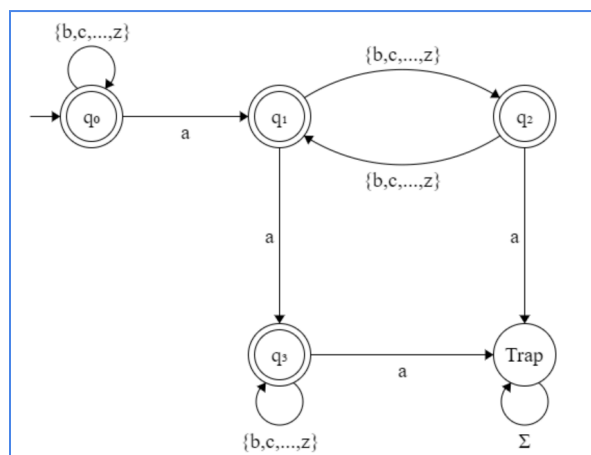 {b,c,...,z}
{b,c,...,z}
q₀
q₁
q₂
a
{b,c,...,z}
a
a
q₃
Trap
a
{b,c,...,z}
Σ